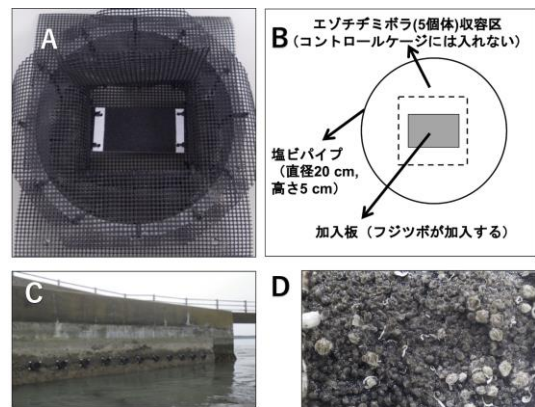 A
B
エゾチヂミボラ(5個体)収容区
(コントロールケージには入れない)
塩ビパイプ
(直径20 cm,
高さ5 cm)
加入板(フジツボが加入する)
C
D